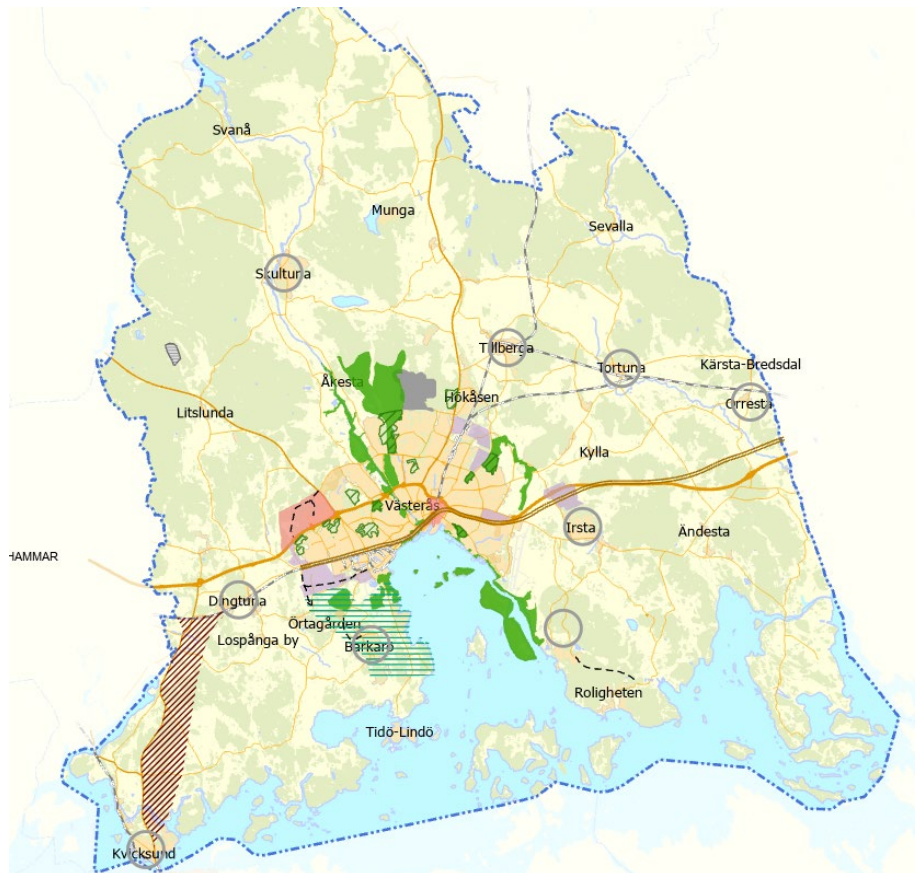 Svanå
Munga
Sevalla
Skultuna
Tillberga
Tortuna
Kärsta-Bredsdal
Åkesta
Hökåsen
Orresta
Litslunda
Kylla
Västerås
Irsta
Ändesta
HAMMAR
Dingtuna
Örtagården
Lospånga by
Barkarö
Roligheten
Tidö-Lindö
Kvicksund